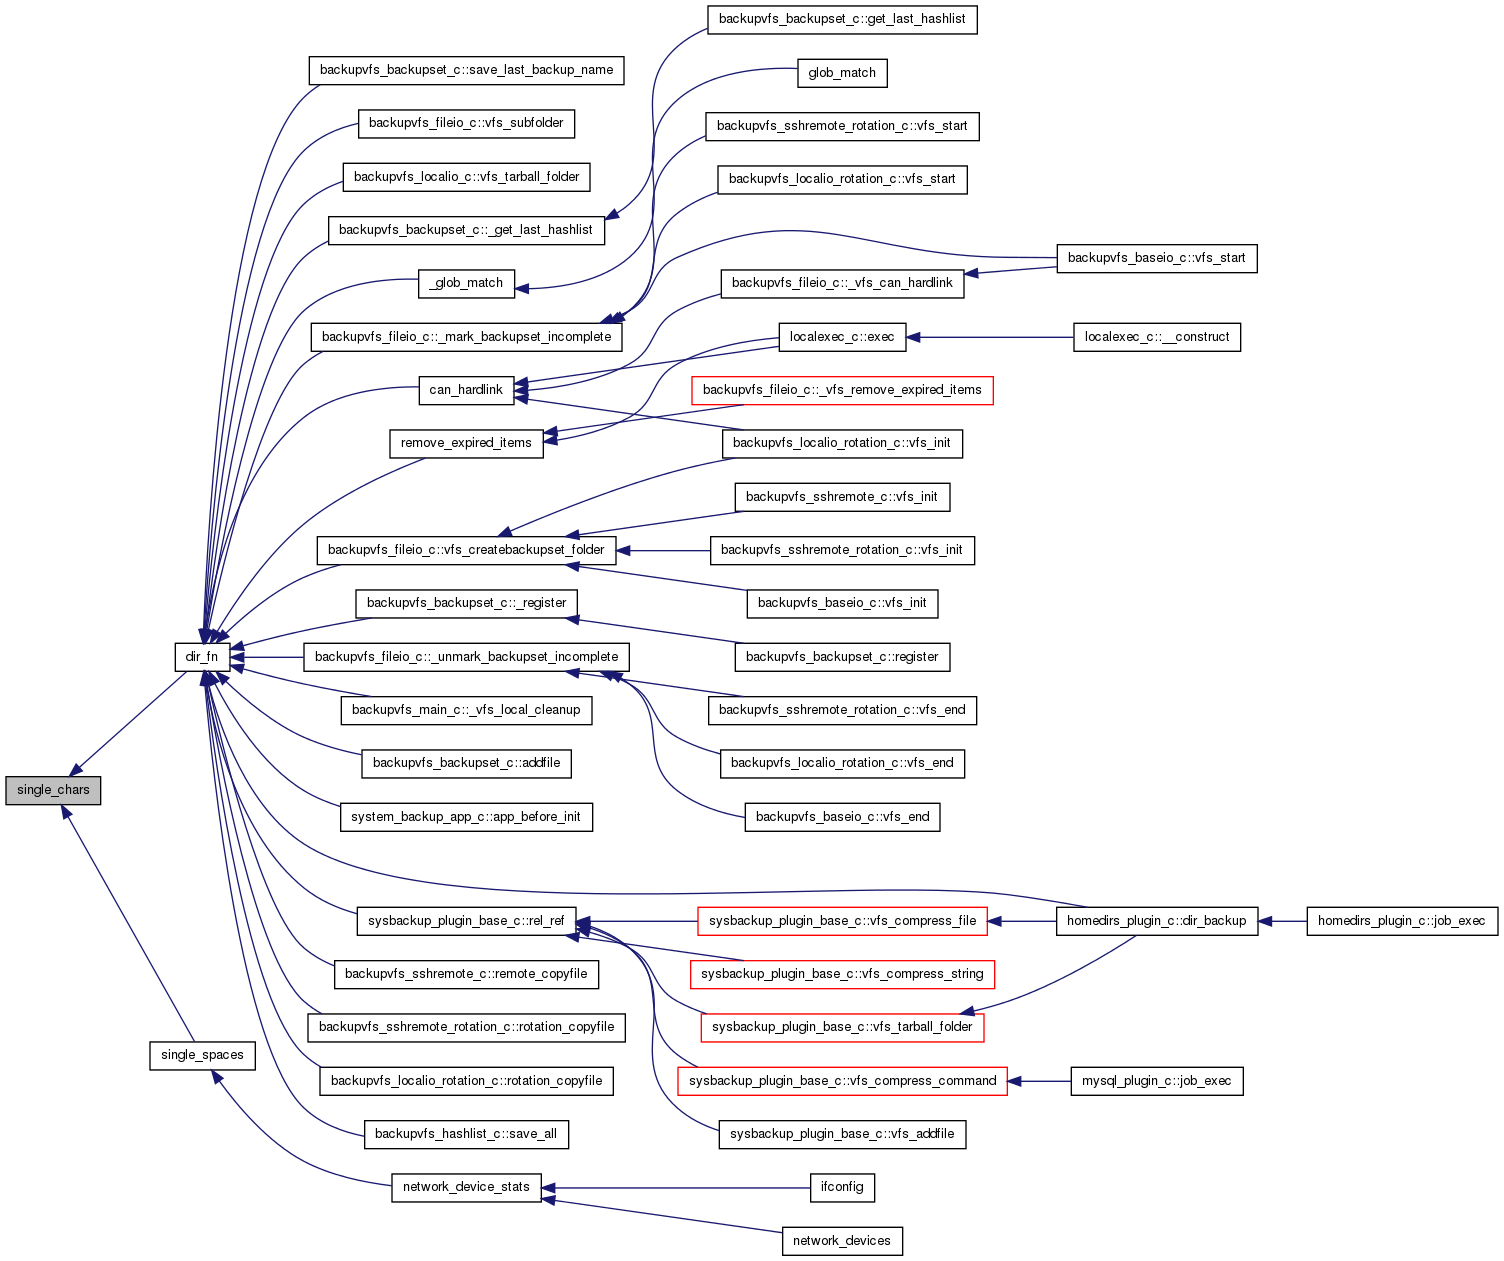 backupvfs_backupset_c::get_last_hashlist
backupvfs_backupset_c::save_last_backup_name
glob_match
backupvfs_fileio_c::vfs_subfolder
backupvfs_sshremote_rotation_c::vfs_start
backupvfs_localio_c::vfs_tarball_folder
backupvfs_localio_rotation_c::vfs_start
backupvfs_backupset_c::_get_last_hashlist
backupvfs_baseio_c::vfs_start
_glob_match
backupvfs_fileio_c::_vfs_can_hardlink
backupvfs_fileio_c::_mark_backupset_incomplete
localexec_c::exec
localexec_c::__construct
can_hardlink
backupvfs_fileio_c::_vfs_remove_expired_items
remove_expired_items
backupvfs_localio_rotation_c::vfs_init
backupvfs_sshremote_c::vfs_init
backupvfs_fileio_c::vfs_createbackupset_folder
backupvfs_sshremote_rotation_c::vfs_init
backupvfs_backupset_c::_register
backupvfs_baseio_c::vfs_init
dir_fn
backupvfs_fileio_c::_unmark_backupset_incomplete
backupvfs_backupset_c::register
backupvfs_main_c::_vfs_local_cleanup
backupvfs_sshremote_rotation_c::vfs_end
backupvfs_backupset_c::addfile
backupvfs_localio_rotation_c::vfs_end
single_chars
system_backup_app_c::app_before_init
backupvfs_baseio_c::vfs_end
sysbackup_plugin_base_c::rel_ref
sysbackup_plugin_base_c::vfs_compress_file
homedirs_plugin_c::dir_backup
homedirs_plugin_c::job_exec
backupvfs_sshremote_c::remote_copyfile
sysbackup_plugin_base_c::vfs_compress_string
backupvfs_sshremote_rotation_c::rotation_copyfile
sysbackup_plugin_base_c::vfs_tarball_folder
single_spaces
backupvfs_localio_rotation_c::rotation_copyfile
sysbackup_plugin_base_c::vfs_compress_command
mysql_plugin_c::job_exec
backupvfs_hashlist_c::save_all
sysbackup_plugin_base_c::vfs_addfile
network_device_stats
ifconfig
network_devices